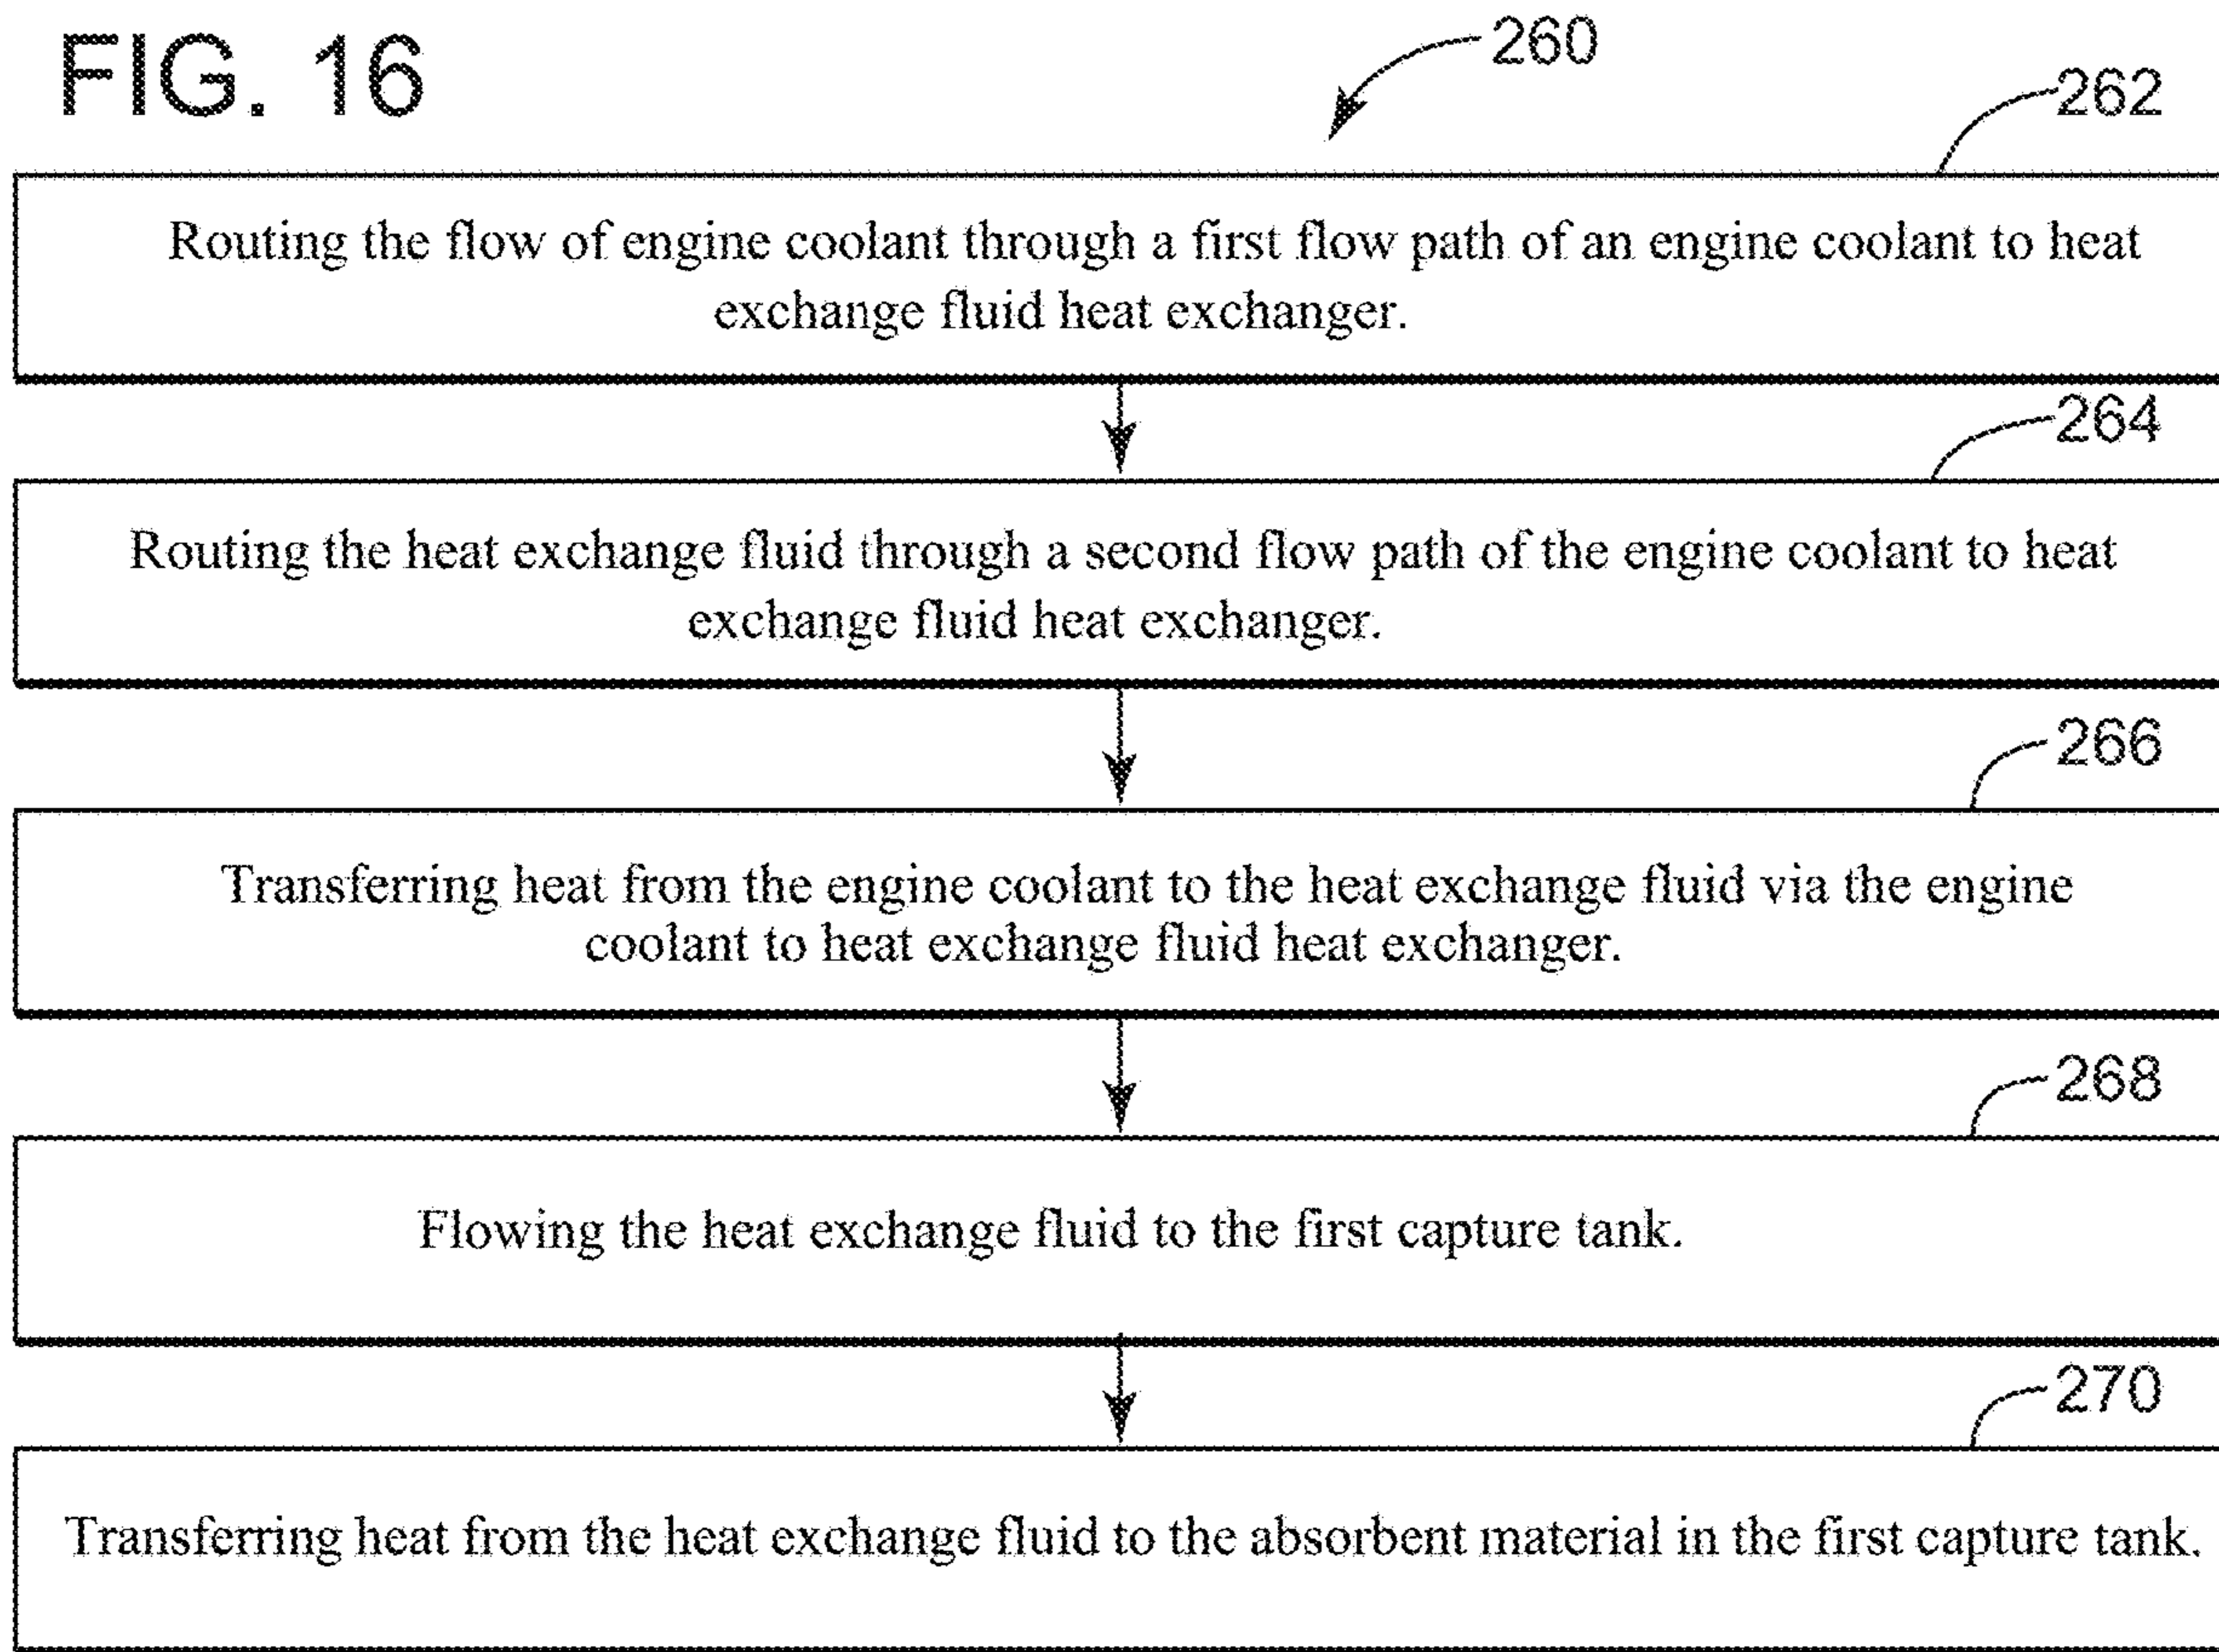 FIG. 16
260
262
Routing the flow of engine coolant through a first flow path of an engine coolant to heat
exchange fluid heat exchanger.
264
Routing the heat exchange fluid through a second flow path of the engine coolant to heat
exchange fluid heat exchanger.
266
Transferring heat from the engine coolant to the heat exchange fluid via the engine
coolant to heat exchange fluid heat exchanger.
268
Flowing the heat exchange fluid to the first capture tank.
270
Transferring heat from the heat exchange fluid to the absorbent material in the first capture tank.